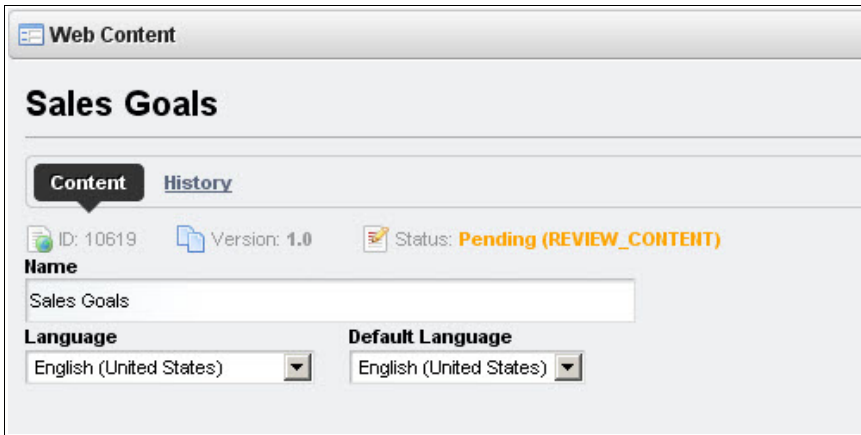 Web Content
Sales Goals
Content History
ID: 10619 Version: 1.0 Status: Pending (REVIEW_CONTENT)
Name
Sales Goals
Language Default Language
English (United States) English (United States)